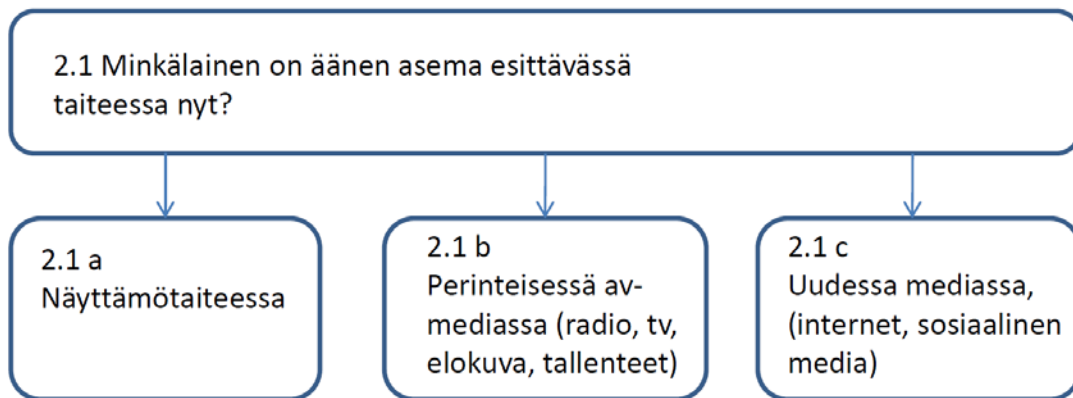 2.1 Minkälainen on äänen asema esittävässä
taiteessa nyt?
2.1 a
Näyttämötaiteessa
2.1 b
Perinteisessä av-
mediassa (radio, tv,
elokuva, tallenteet)
2.1 c
Uudessa mediassa,
(internet, sosiaalinen
media)